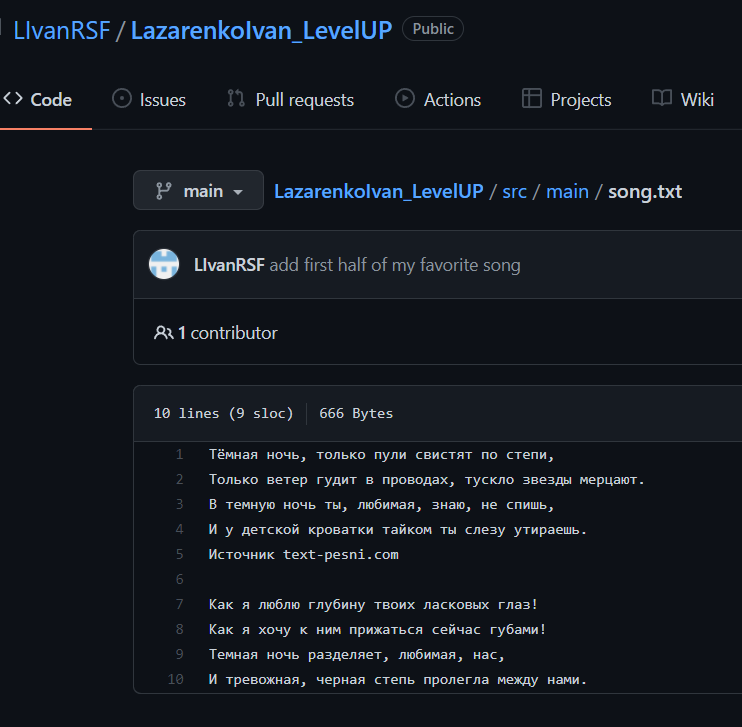 LIvanRSF / LazarenkoIvan_LevelUP Public
Code Issues Pull requests Actions Projects Wiki
main LazarenkoIvan_LevelUP / src / main / song.txt
LIvanRSF add first half of my favorite song
1 contributor
10 lines (9 sloc) 666 Bytes
1 Тёмная ночь, только пули свистят по степи,
2 Только ветер гудит в проводах, тускло звезды мерцают.
3 В темную ночь ты, любимая, знаю, не спишь,
4 И у детской кроватки тайком ты слезу утираешь.
5 Источник text-pesni.com
6
7 Как я люблю глубину твоих ласковых глаз!
8 Как я хочу к ним прижаться сейчас губами!
9 Темная ночь разделяет, любимая, нас,
10 И тревожная, черная степь пролегла между нами.